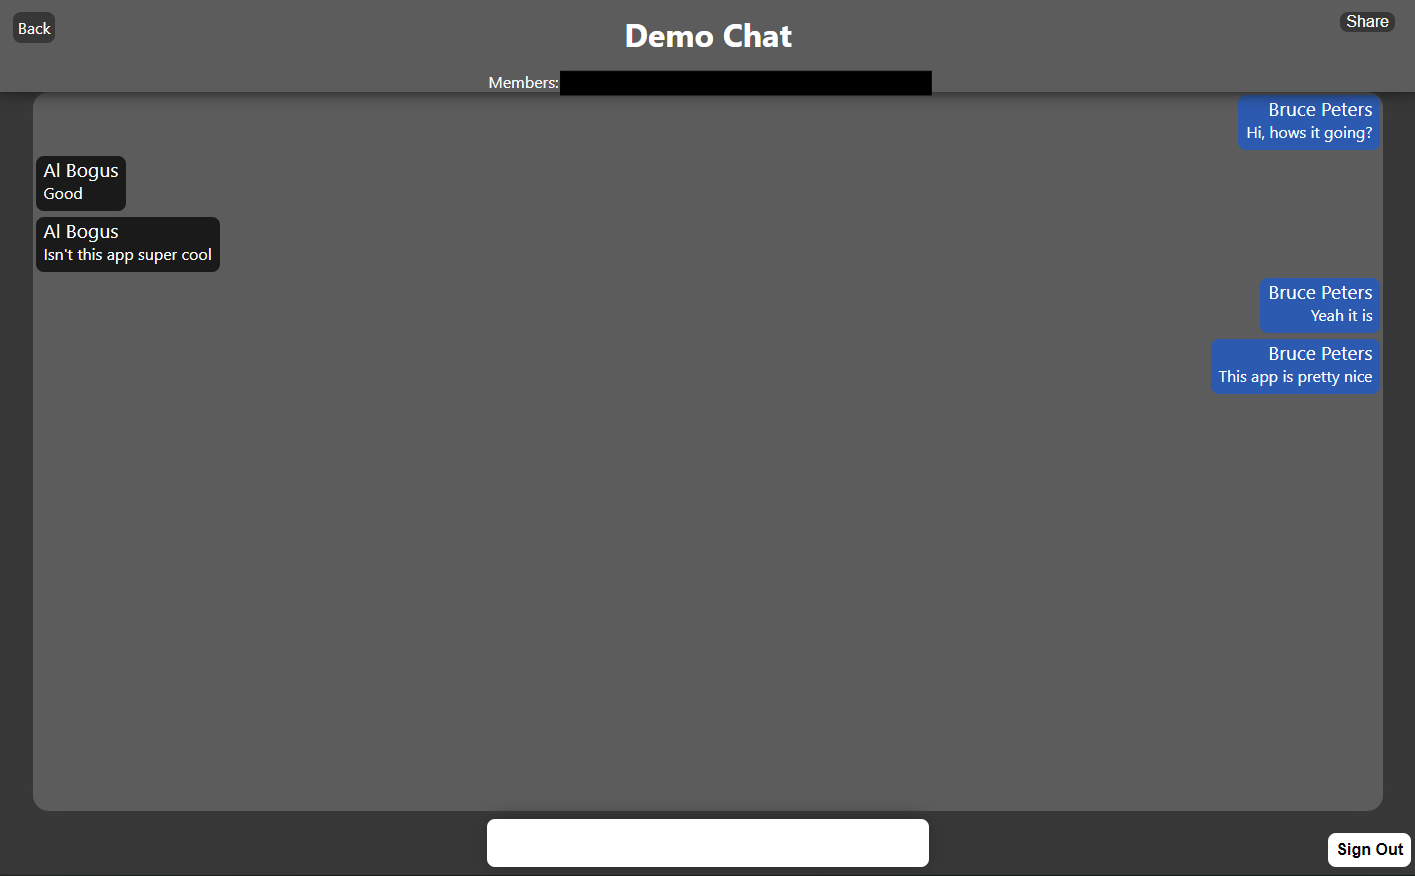 Back
Demo Chat
Share
Members:
Bruce Peters
Hi, hows it going?
Al Bogus
Good
Al Bogus
Isn't this app super cool
Bruce Peters
Yeah it is
Bruce Peters
This app is pretty nice
Sign Out